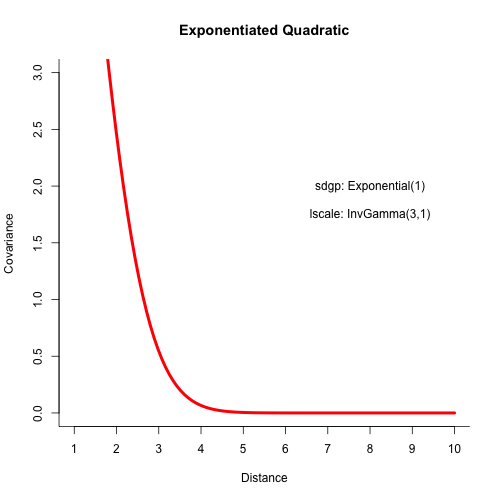 Exponentiated Quadratic
3.0
2.5
2.0
1.5
1.0
0.5
0.0
Covariance
sdgp: Exponential(1)
lscale: InvGamma(3,1)
1 2 3 4 5 6 7 8 9 10
Distance